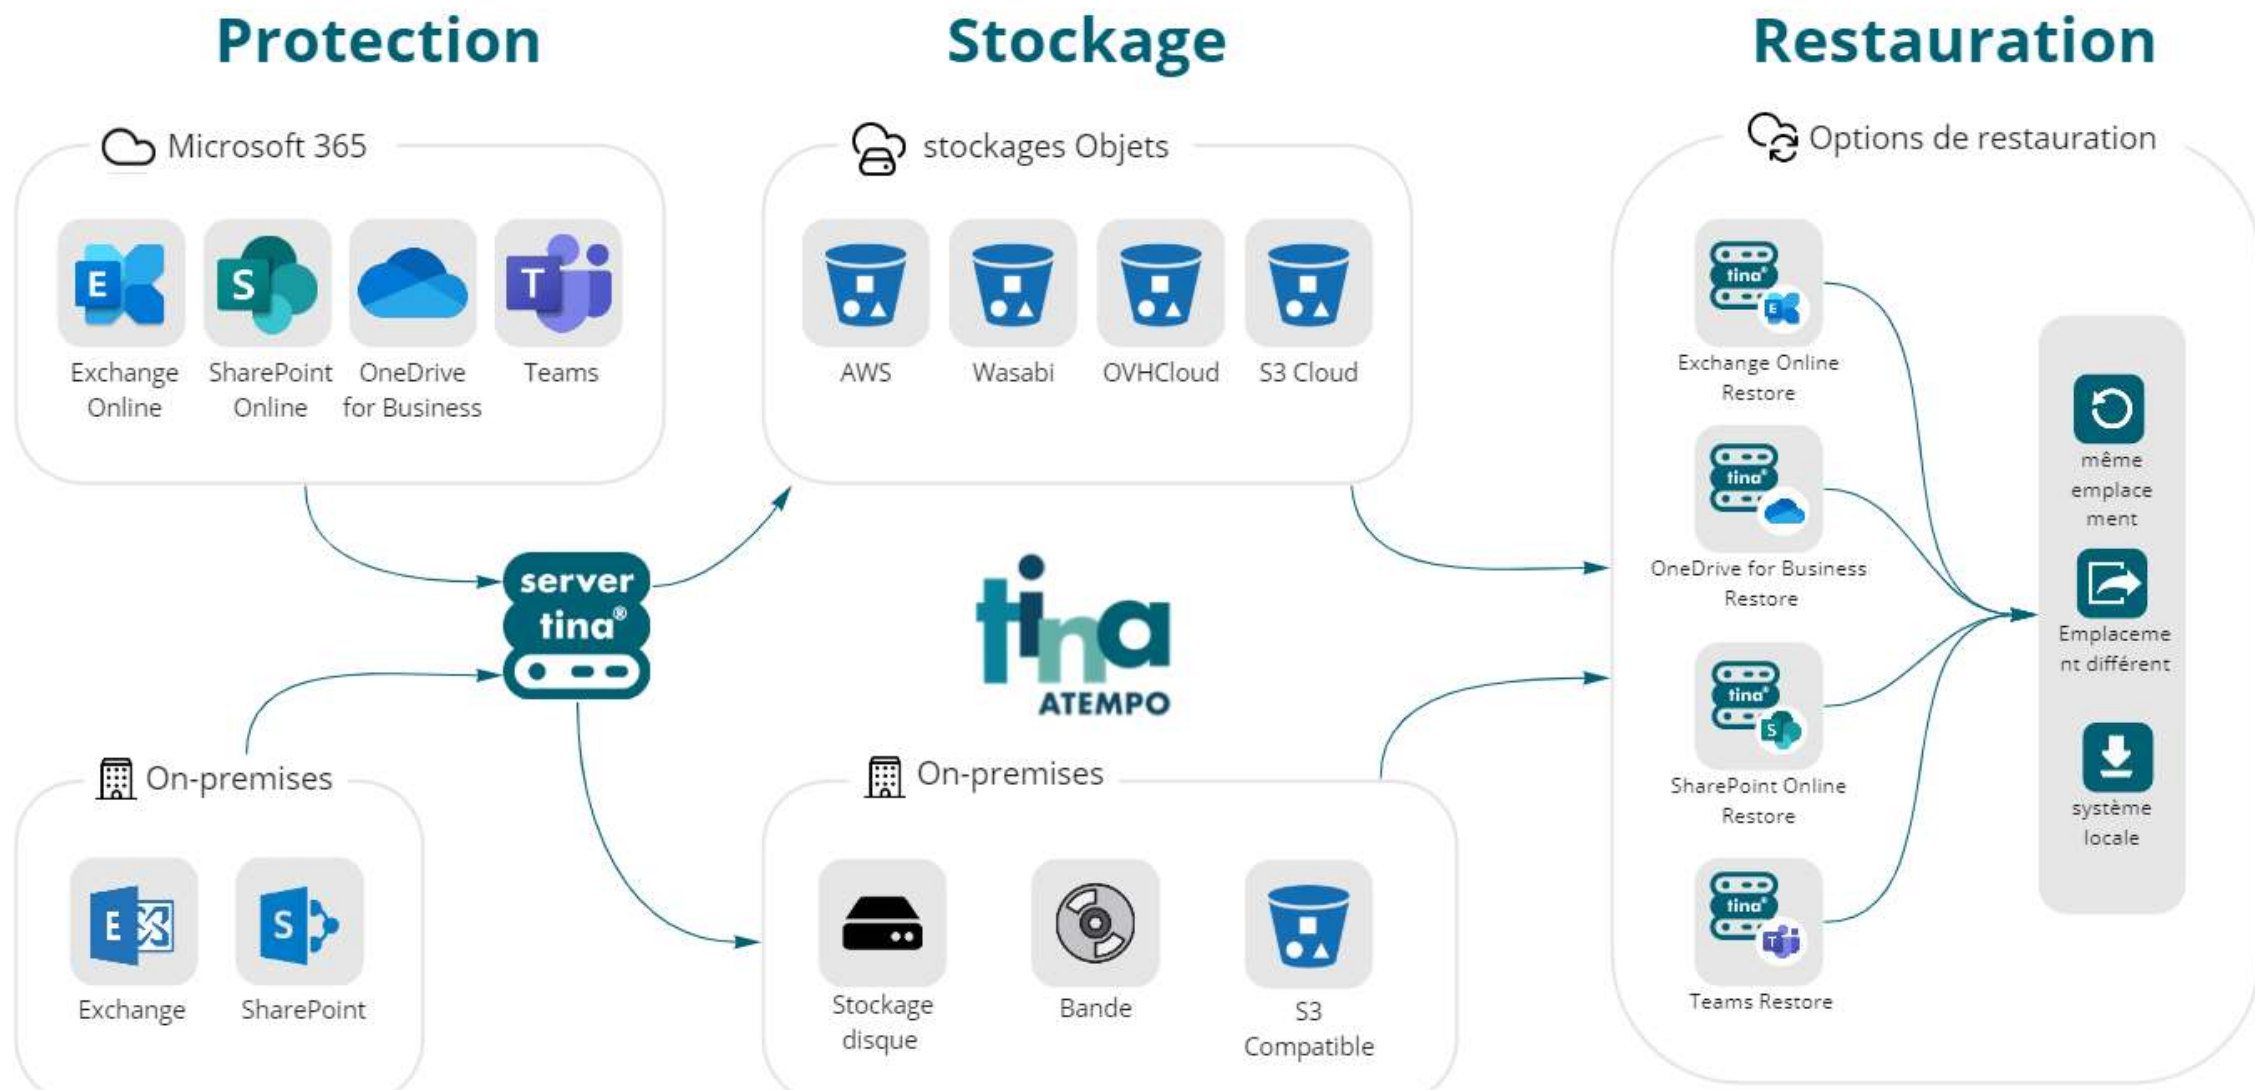 Protection
Stockage
Restauration
Microsoft 365
E
S
T
Exchange
Online
SharePoint
Online
OneDrive
for Business
Teams
stockages Objets
AWS
Wasabi
OVHCloud
S3 Cloud
server
tina®
tina
ATEMPO
On-premises
E
S
Exchange
SharePoint
On-premises
Stockage
disque
Bande
S3
Compatible
Options de restauration
tina®
E
Exchange Online
Restore
tina®
OneDrive for Business
Restore
tina®
S
SharePoint Online
Restore
tina®
T
Teams Restore
même
emplace
ment
Emplaceme
nt différent
système
locale